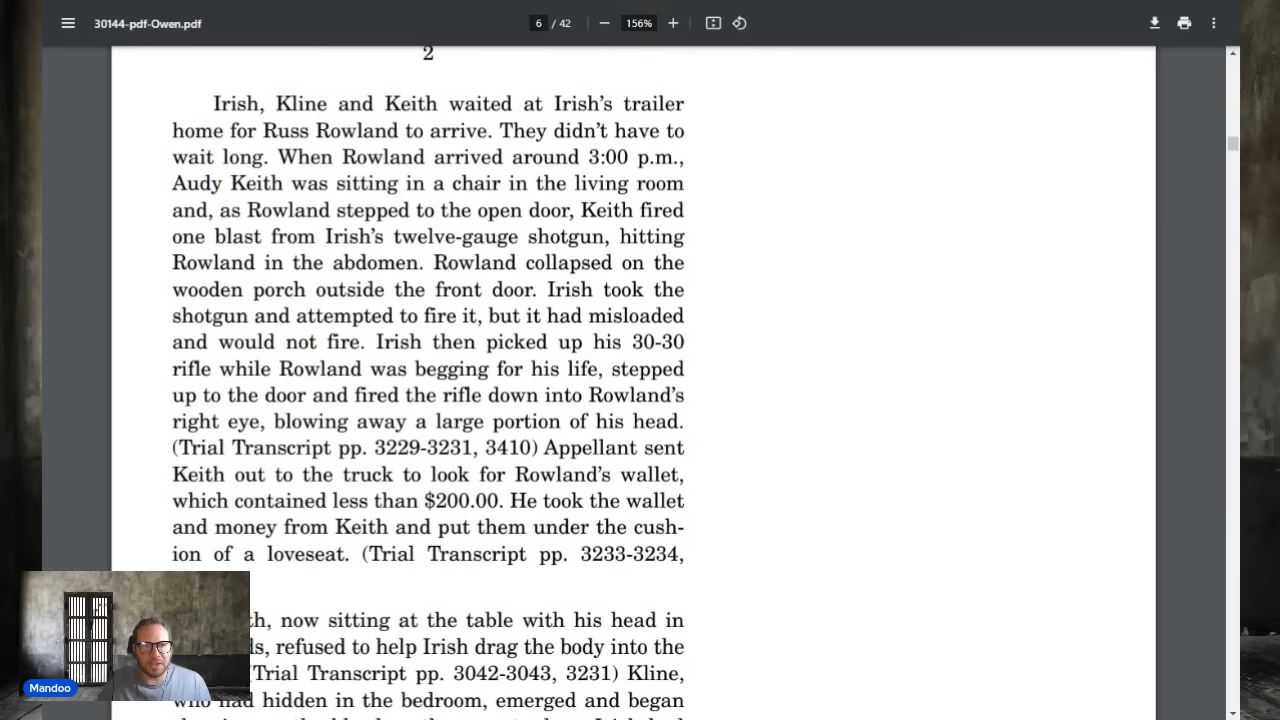 30144-pdf-Owen.pdf
6 / 42
156%
2
Irish, Kline and Keith waited at Irish’s trailer
home for Russ Rowland to arrive. They didn’t have to
wait long. When Rowland arrived around 3:00 p.m.,
Audy Keith was sitting in a chair in the living room
and, as Rowland stepped to the open door, Keith fired
one blast from Irish’s twelve-gauge shotgun, hitting
Rowland in the abdomen. Rowland collapsed on the
wooden porch outside the front door. Irish took the
shotgun and attempted to fire it, but it had misloaded
and would not fire. Irish then picked up his 30-30
rifle while Rowland was begging for his life, stepped
up to the door and fired the rifle down into Rowland’s
right eye, blowing away a large portion of his head.
(Trial Transcript pp. 3229-3231, 3410) Appellant sent
Keith out to the truck to look for Rowland’s wallet,
which contained less than $200.00. He took the wallet
and money from Keith and put them under the cush-
ion of a loveseat. (Trial Transcript pp. 3233-3234,
th, now sitting at the table with his head in
ds, refused to help Irish drag the body into the
(Trial Transcript pp. 3042-3043, 3231) Kline,
who had hidden in the bedroom, emerged and began
Mandoo